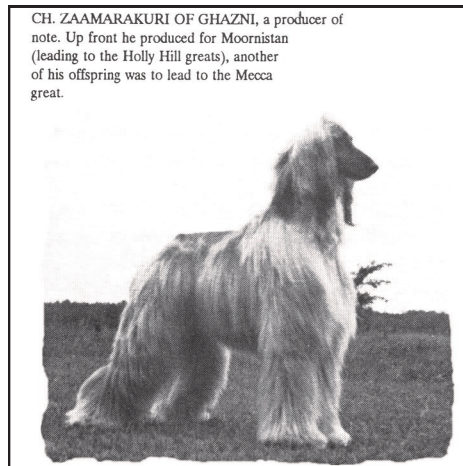 CH. ZAAMARAKURI OF GHAZNI, a producer of
note. Up front he produced for Moornistan
(leading to the Holly Hill greats), another
of his offspring was to lead to the Mecca
great.